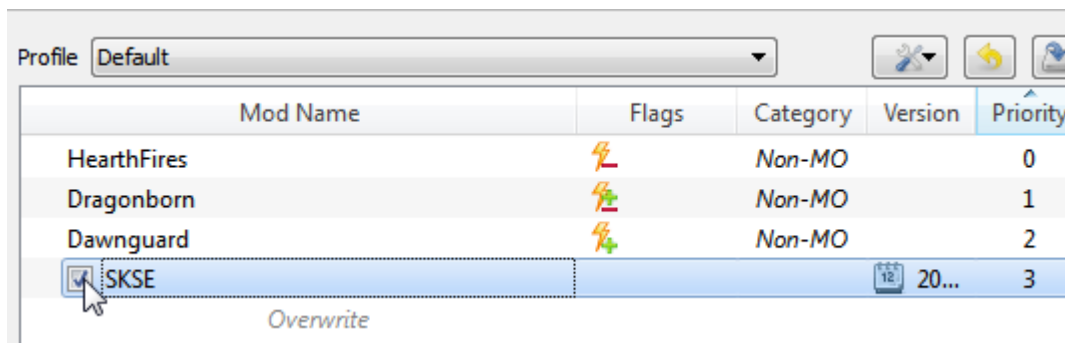 Profile Default
Mod Name Flags Category Version Priority
HearthFires Non-MO 0
Dragonborn Non-MO 1
Dawnguard Non-MO 2
SKSE 12 20... 3
Overwrite